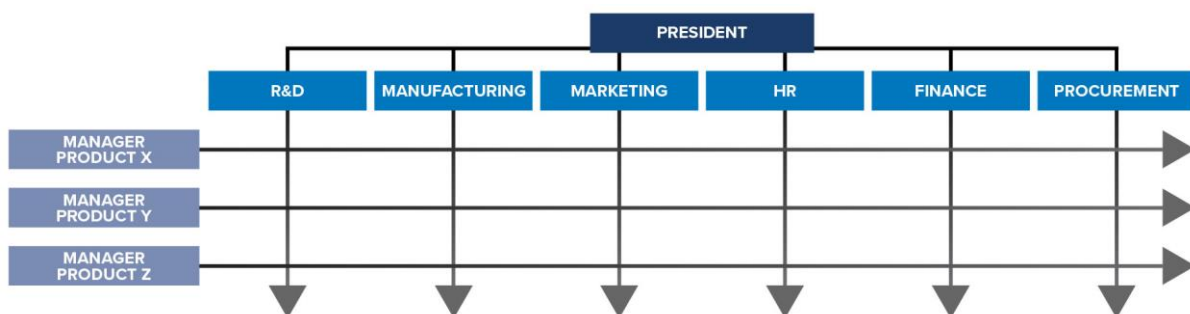 PRESIDENT
R&D
MANUFACTURING
MARKETING
HR
FINANCE
PROCUREMENT
MANAGER
PRODUCT X
MANAGER
PRODUCT Y
MANAGER
PRODUCT Z